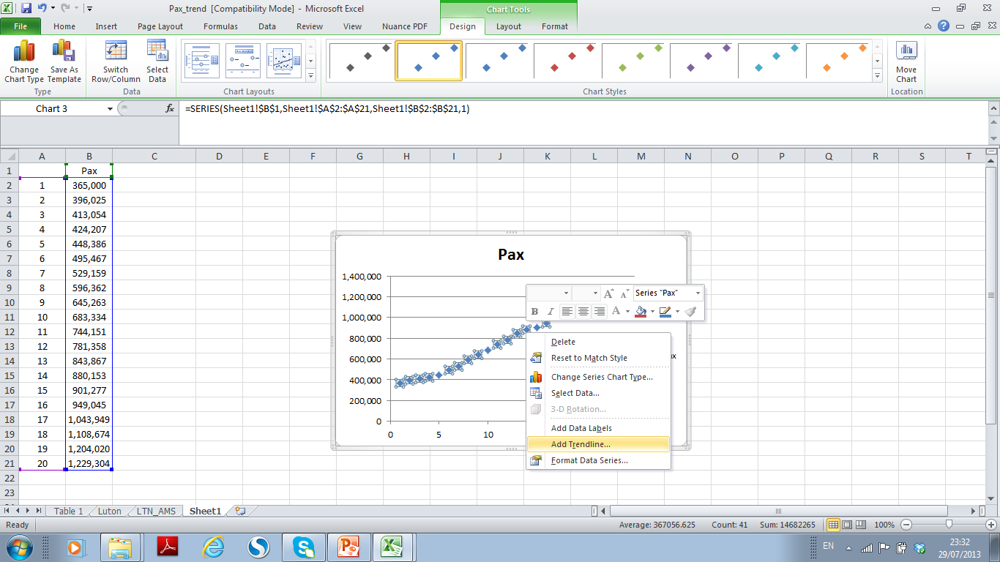 Pax_trend [Compatibility Mode] - Microsoft Excel
Chart Tools
File Home Insert Page Layout Formulas Data Review View Nuance PDF Design Layout Format
Change Chart Type
Save As Template
Switch Row/Column
Select Data
Move Chart
Type Data Chart Layouts Chart Styles Location
Chart 3 fx =SERIES(Sheet1!$B$1,Sheet1!$A$2:$A$21,Sheet1!$B$2:$B$21,1)
A B C D E F G H I J K L M N O P Q R S T
1 Pax
2 1 365,000
3 2 396,025
4 3 413,054
5 4 424,207
6 5 448,386
7 6 495,467
8 7 529,159
9 8 596,362
10 9 645,263
11 10 683,334
12 11 744,151
13 12 781,358
14 13 843,867
15 14 880,153
16 15 901,277
17 16 949,045
18 17 1,043,949
19 18 1,108,674
20 19 1,204,020
21 20 1,229,304
22
23
Pax
1,400,000
1,200,000
1,000,000
800,000
600,000
400,000
200,000
0
0 5 10
Series "Pax"
B I A
Delete
Reset to Match Style
Change Series Chart Type...
Select Data...
3-D Rotation...
Add Data Labels
Add Trendline...
Format Data Series...
Table 1 Luton LTN_AMS Sheet1
Ready Average: 367056.625 Count: 41 Sum: 14682265 100%
EN 23:32
29/07/2013